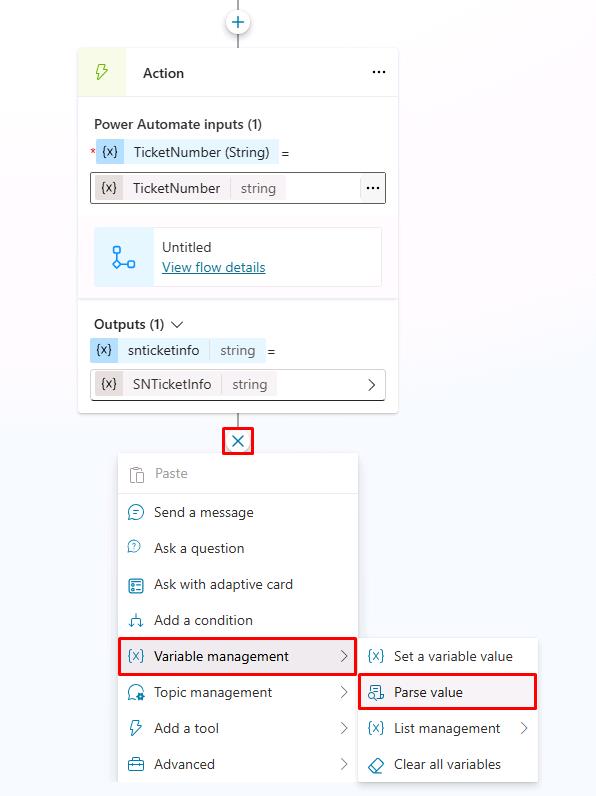 Action
Power Automate inputs (1)
* {x} TicketNumber (String) =
{x} TicketNumber string
Untitled
View flow details
Outputs (1)
{x} snticketinfo string =
{x} SNTicketInfo string
Paste
Send a message
Ask a question
Ask with adaptive card
Add a condition
{x} Variable management
{x} Set a variable value
Topic management
Parse value
Add a tool
{x} List management
Advanced
Clear all variables